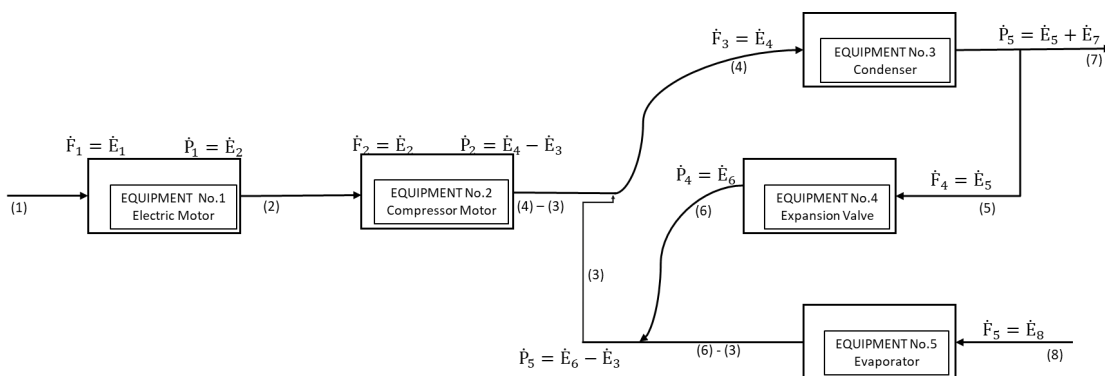 Ḟ₃ = Ė₄
EQUIPMENT No.3
Condenser
(4)
Ṗ₅ = Ė₅ + Ė₇
(7)
Ḟ₁ = Ė₁
Ṗ₁ = Ė₂
EQUIPMENT No.1
Electric Motor
(1)
(2)
Ḟ₂ = Ė₂
Ṗ₂ = Ė₄ − Ė₃
EQUIPMENT No.2
Compressor Motor
(4) – (3)
Ṗ₄ = Ė₆
(6)
EQUIPMENT No.4
Expansion Valve
Ḟ₄ = Ė₅
(5)
(3)
Ṗ₅ = Ė₆ − Ė₃
(6) - (3)
EQUIPMENT No.5
Evaporator
Ḟ₅ = Ė₈
(8)